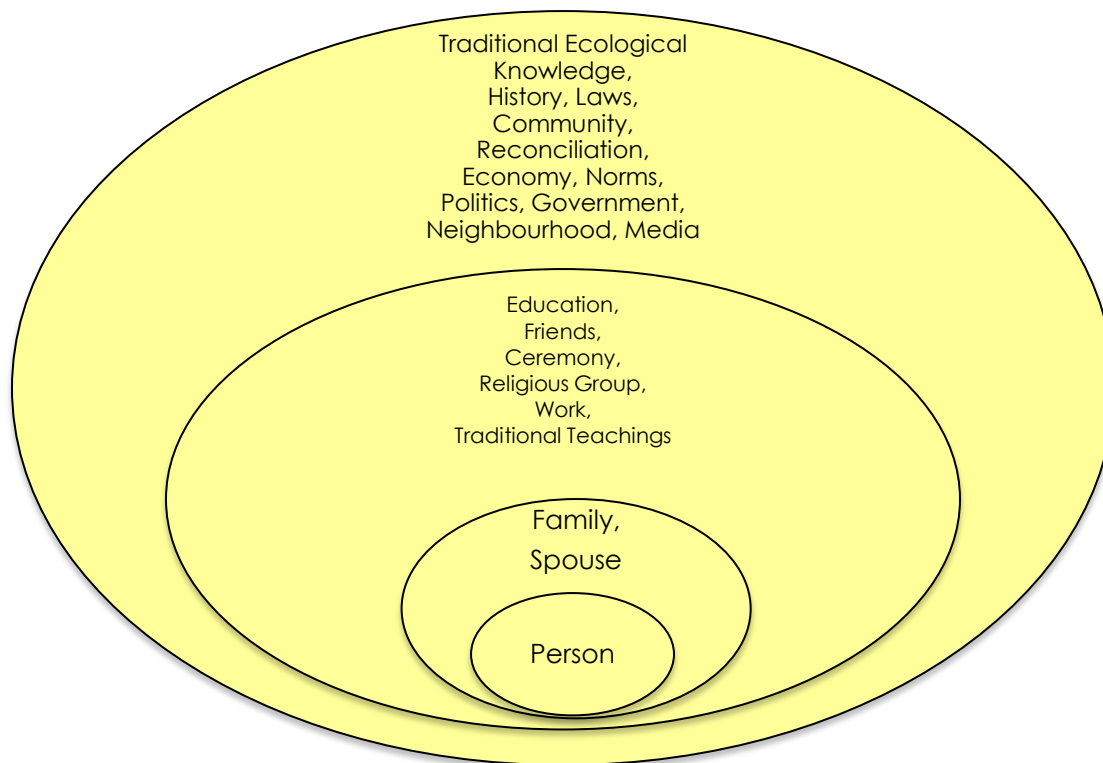 Traditional Ecological
Knowledge,
History, Laws,
Community,
Reconciliation,
Economy, Norms,
Politics, Government,
Neighbourhood, Media
Education,
Friends,
Ceremony,
Religious Group,
Work,
Traditional Teachings
Family,
Spouse
Person